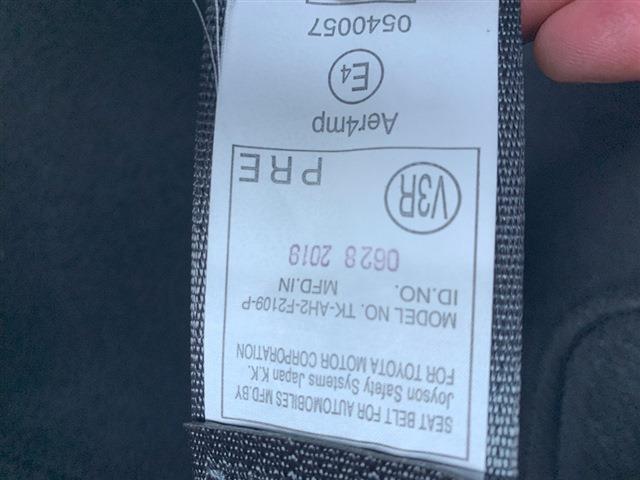 SEAT BELT FOR AUTOMOBILES MFD.BY
Joyson Safety Systems Japan K.K.
FOR TOYOTA MOTOR CORPORATION
MODEL NO. TK-AH2-F2109-P
ID.NO. MFD.IN
0628 2019
V3R PRE
Aer4mp
E4
0540057